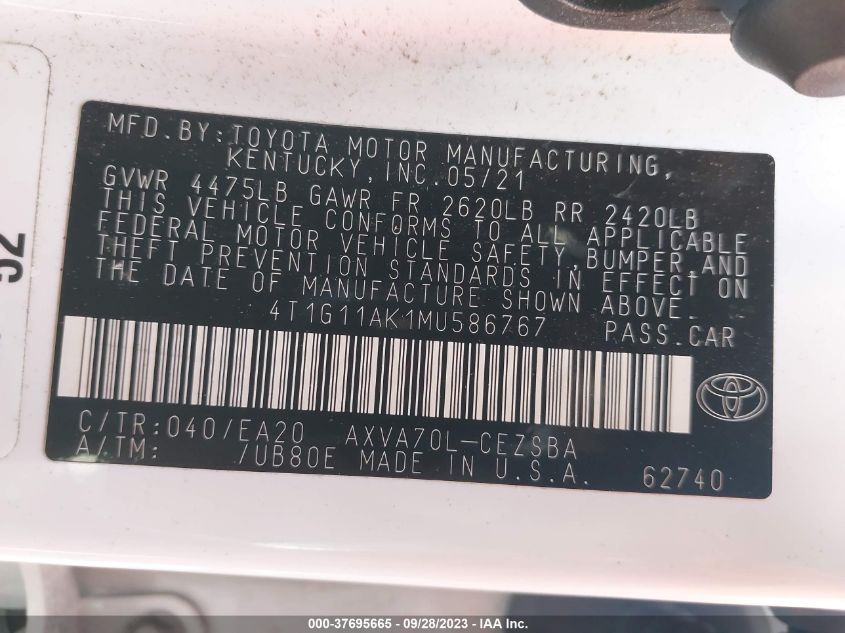 52
MFD.BY:TOYOTA MOTOR MANUFACTURING,
KENTUCKY,INC.05/21
GVWR 4475LB GAWR FR 2620LB RR 2420LB
THIS VEHICLE CONFORMS TO ALL APPLICABLE
FEDERAL MOTOR VEHICLE SAFETY,BUMPER,AND
THEFT PREVENTION STANDARDS IN EFFECT ON
THE DATE OF MANUFACTURE SHOWN ABOVE.
4T1G11AK1MU586767 PASS.CAR
C/TR:040/EA20 AXVA70L-CEZSBA
A/TM: /UB80E MADE IN U.S.A. 62740
000-37695665 - 09/28/2023 - IAA Inc.